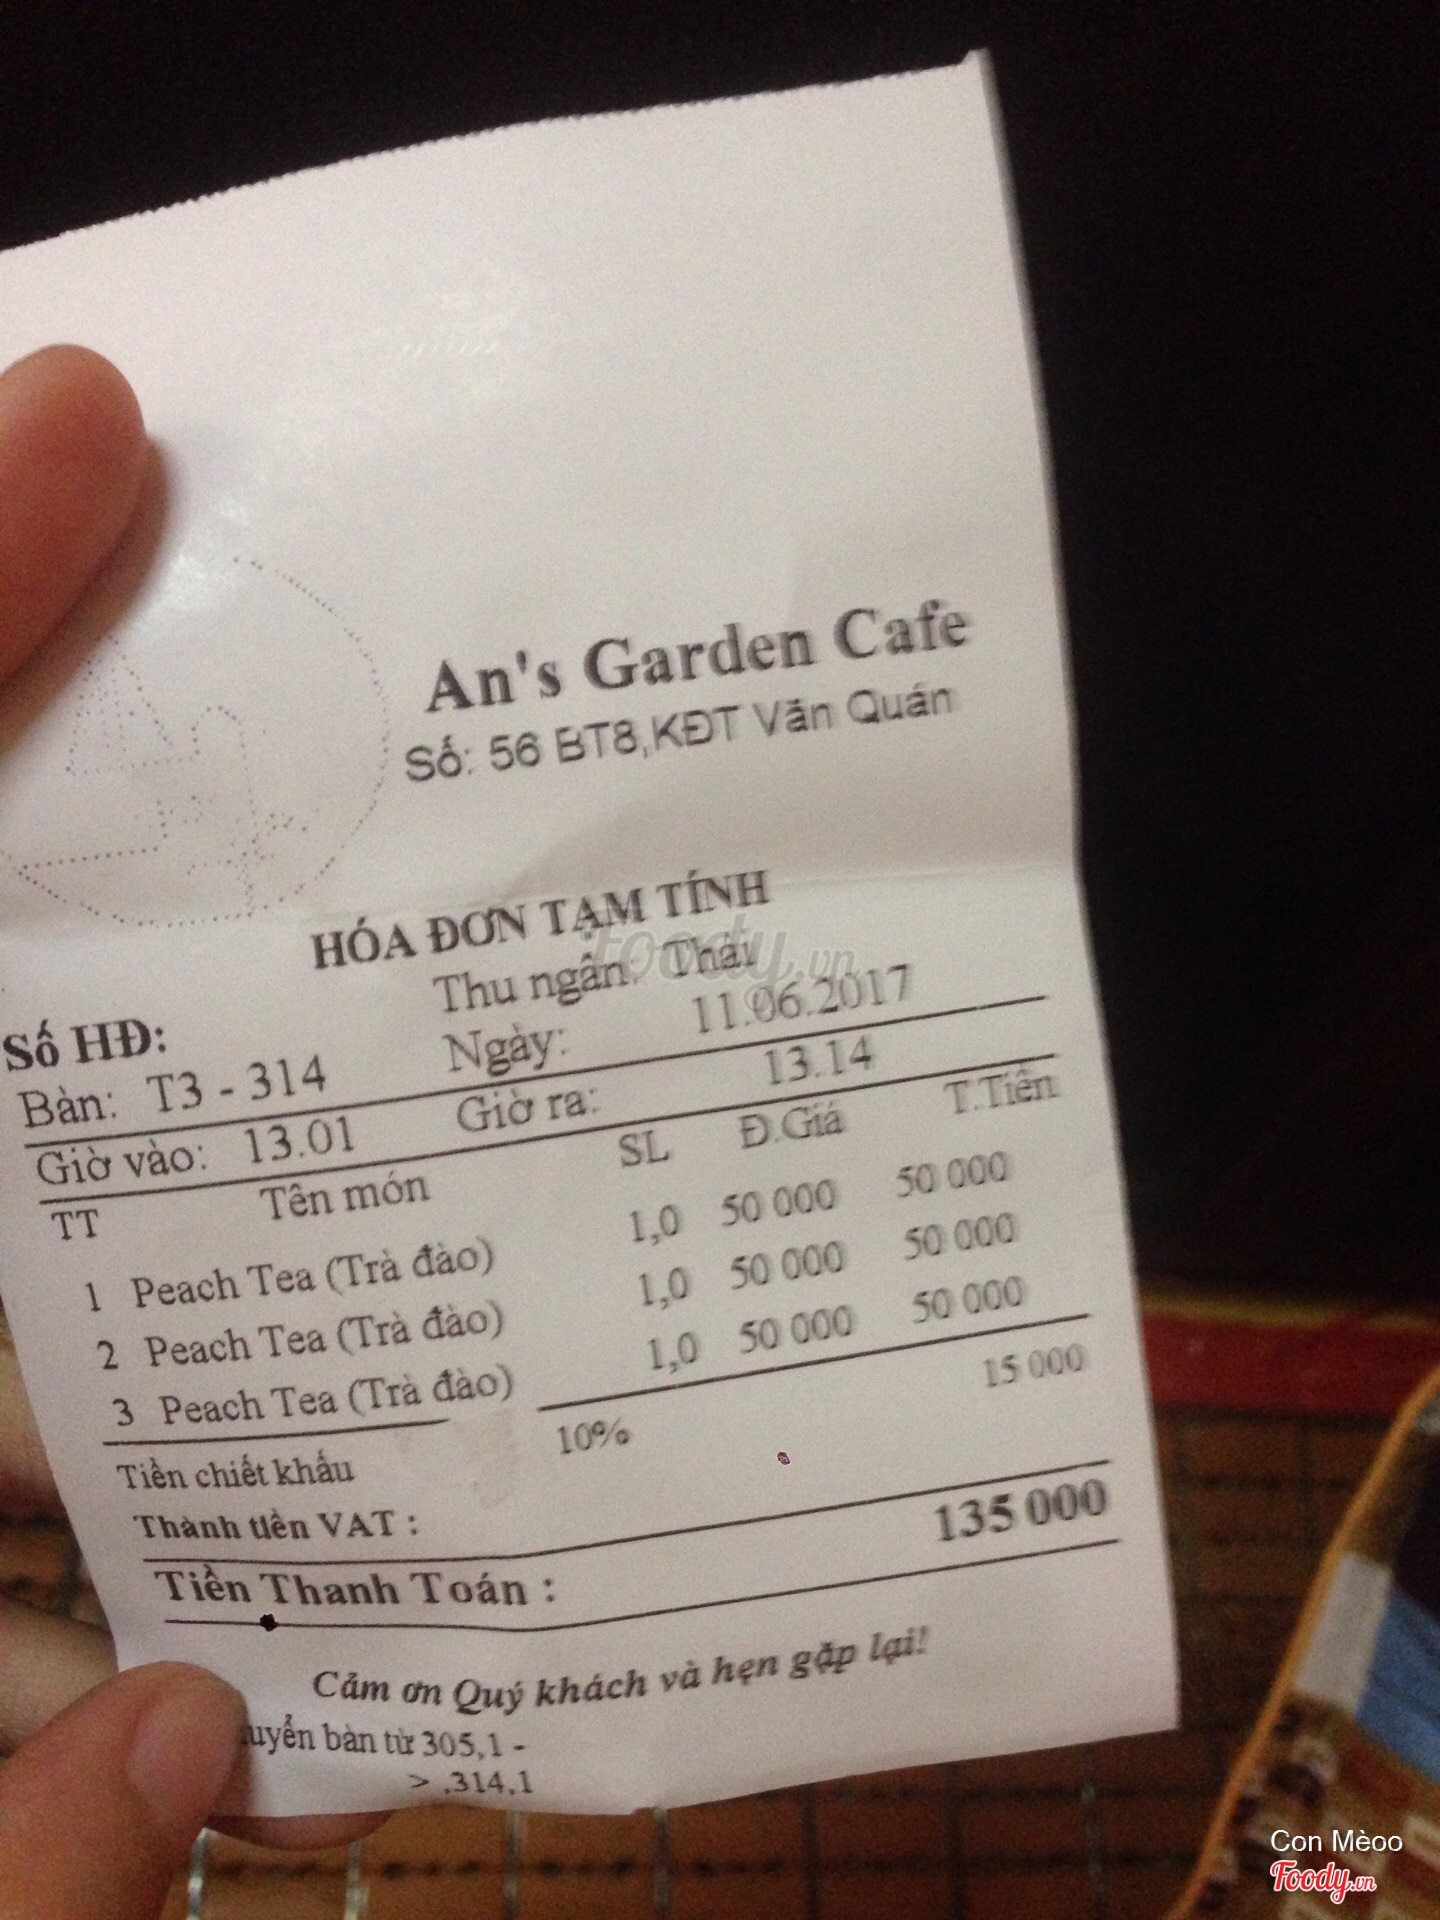 An's Garden Cafe
Số: 56 BT8,KĐT Văn Quán
HÓA ĐƠN TẠM TÍNH
Thu ngân: Thái
Số HĐ:
Ngày: 11.06.2017
Bàn: T3 - 314
Giờ vào: 13.01 Giờ ra: 13.14
TT Tên món SL Đ.Giá T.Tiền
1 Peach Tea (Trà đào) 1,0 50 000 50 000
2 Peach Tea (Trà đào) 1,0 50 000 50 000
3 Peach Tea (Trà đào) 1,0 50 000 50 000
Tiền chiết khấu 10% 15 000
Thành tiền VAT :
Tiền Thanh Toán : 135 000
Cảm ơn Quý khách và hẹn gặp lại!
bàn từ 305,1 -
> .314,1
Foody.vn
Con Mèoo
Foody.vn